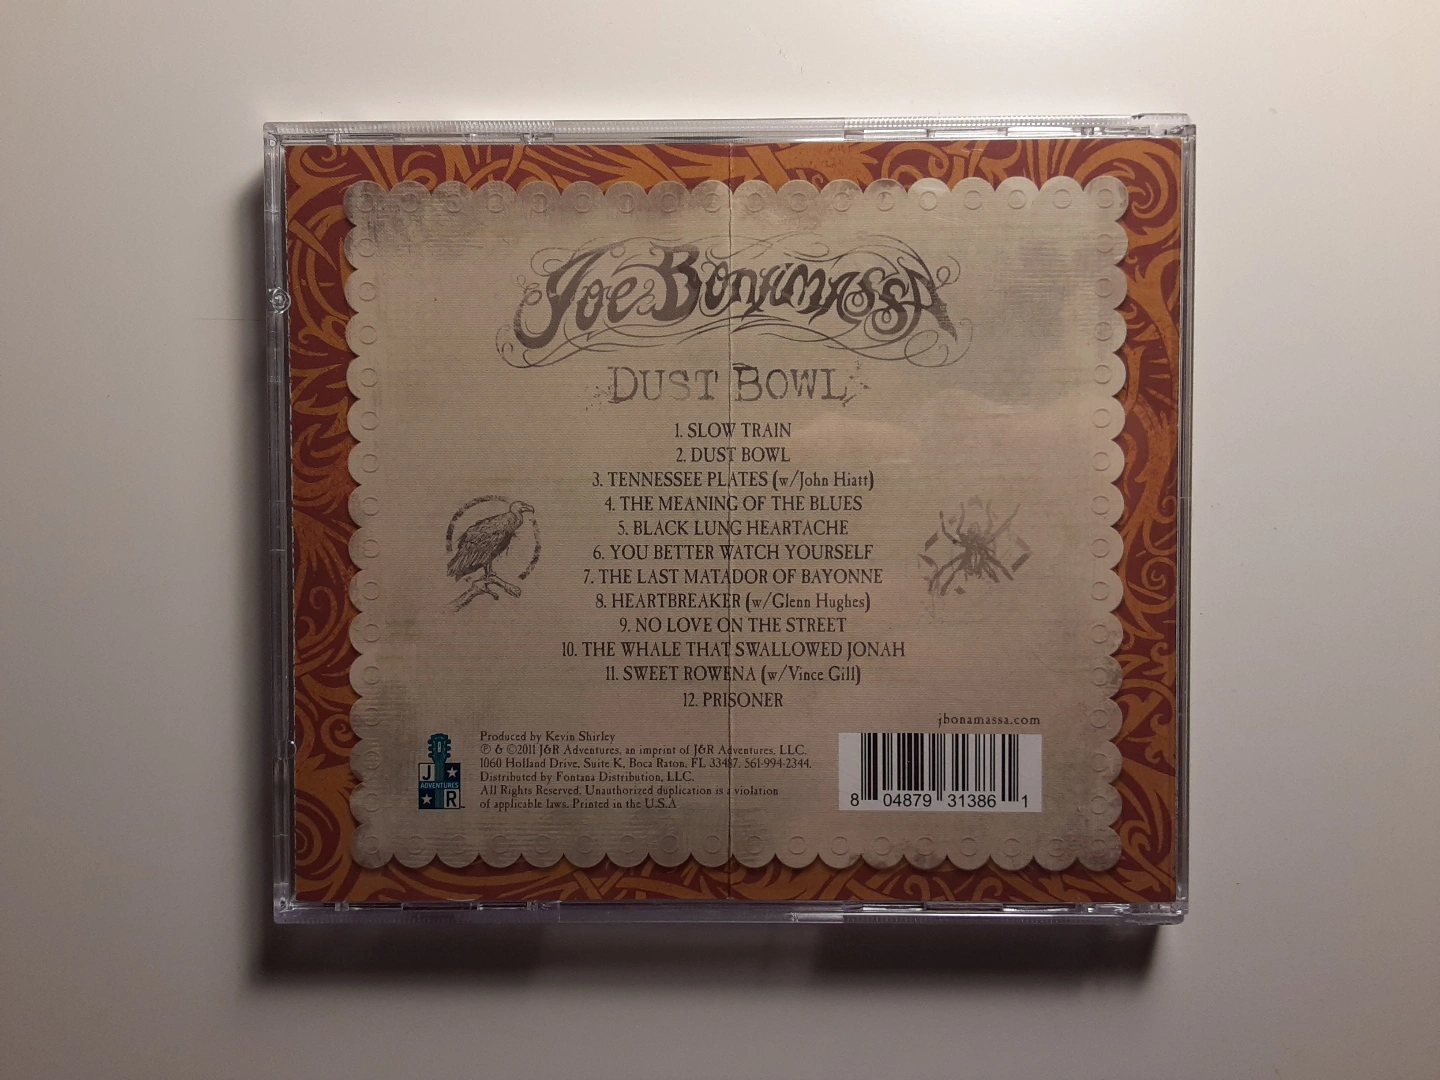 Joe Bonamassa
DUST BOWL
1. SLOW TRAIN
2. DUST BOWL
3. TENNESSEE PLATES (w/John Hiatt)
4. THE MEANING OF THE BLUES
5. BLACK LUNG HEARTACHE
6. YOU BETTER WATCH YOURSELF
7. THE LAST MATADOR OF BAYONNE
8. HEARTBREAKER (w/Glenn Hughes)
9. NO LOVE ON THE STREET
10. THE WHALE THAT SWALLOWED JONAH
11. SWEET ROWENA (w/Vince Gill)
12. PRISONER
jbonamassa.com
Produced by Kevin Shirley
℗ & ©2011 J&R Adventures, an imprint of J&R Adventures, LLC.
1060 Holland Drive, Suite K, Boca Raton, FL 33487. 561-994-2344.
Distributed by Fontana Distribution, LLC.
All Rights Reserved. Unauthorized duplication is a violation
of applicable laws. Printed in the U.S.A
J
ADVENTURES
R
8 04879 31386 1